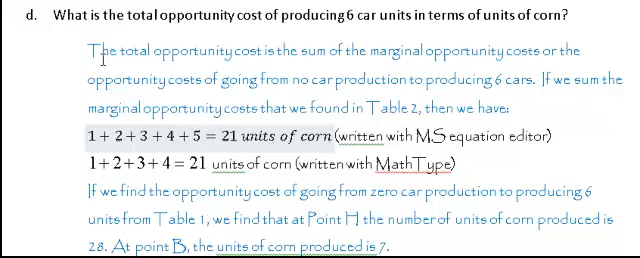 d. What is the total opportunity cost of producing 6 car units in terms of units of corn?
The total opportunity cost is the sum of the marginal opportunity costs or the
opportunity costs of going from no car production to producing 6 cars. If we sum the
marginal opportunity costs that we found in Table 2, then we have:
1 + 2 + 3 + 4 + 5 = 21 units of corn (written with MS equation editor)
1+2+3+4 = 21 units of corn (written with MathType)
If we find the opportunity cost of going from zero car production to producing 6
units from Table 1, we find that at Point H the number of units of corn produced is
28. At point B, the units of corn produced is 7.